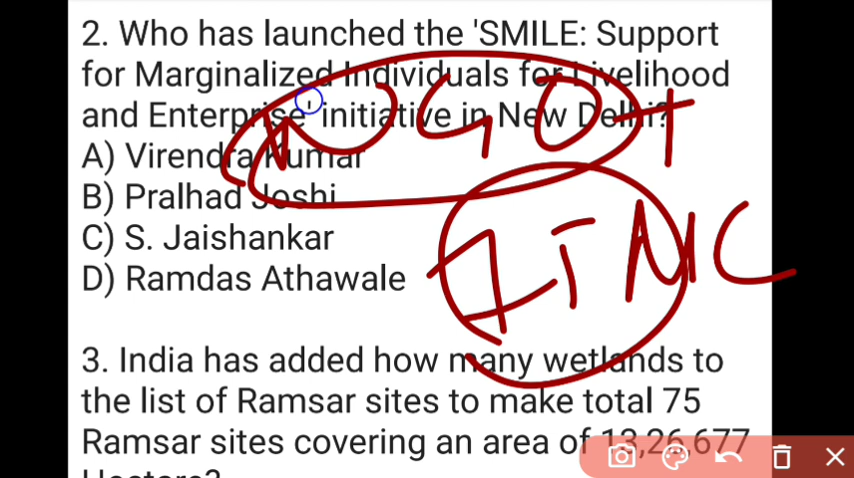 2. Who has launched the 'SMILE: Support
for Marginalized Individuals for Livelihood
and Enterprise' initiative in New Delhi?
A) Virendra Kumar
B) Pralhad Joshi
C) S. Jaishankar
D) Ramdas Athawale
3. India has added how many wetlands to
the list of Ramsar sites to make total 75
Ramsar sites covering an area of 13,26,677
Hectare?